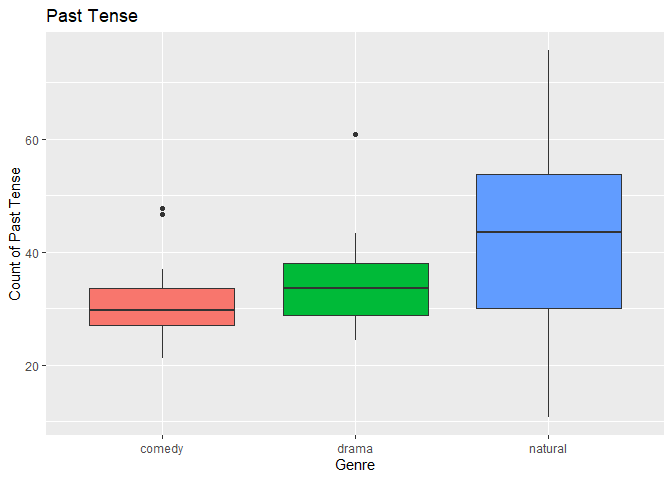 Past Tense
Count of Past Tense
60
40
20
comedy drama natural
Genre